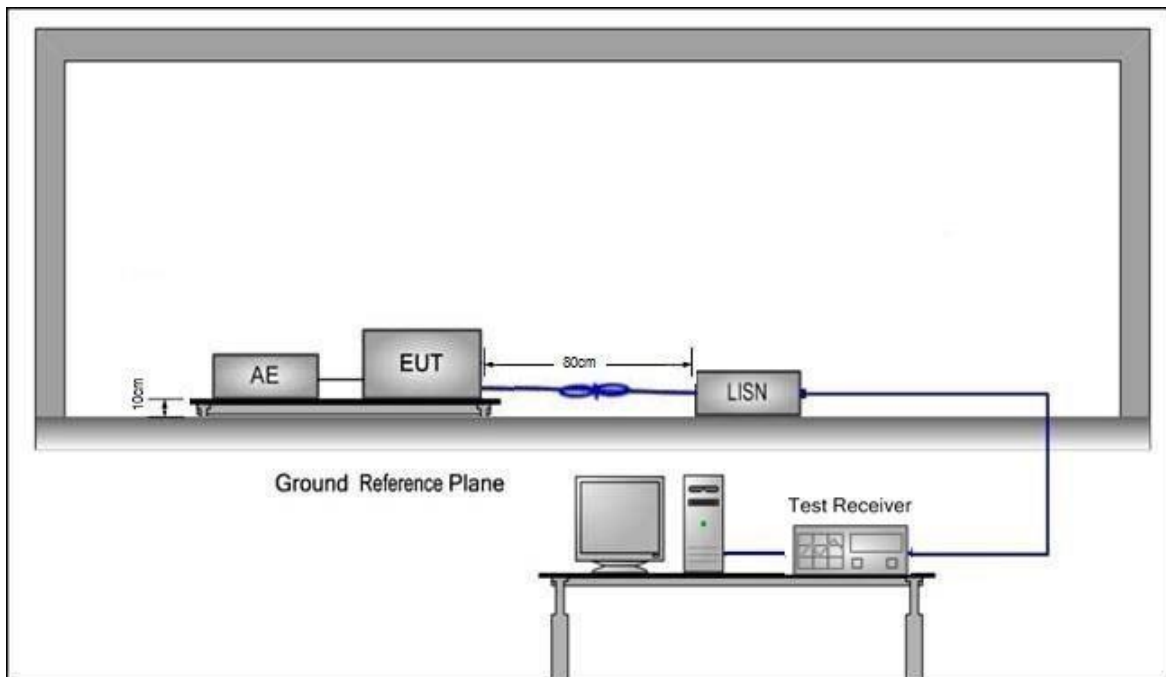 80cm
EUT
AE
LISN
10cm
Ground Reference Plane
Test Receiver